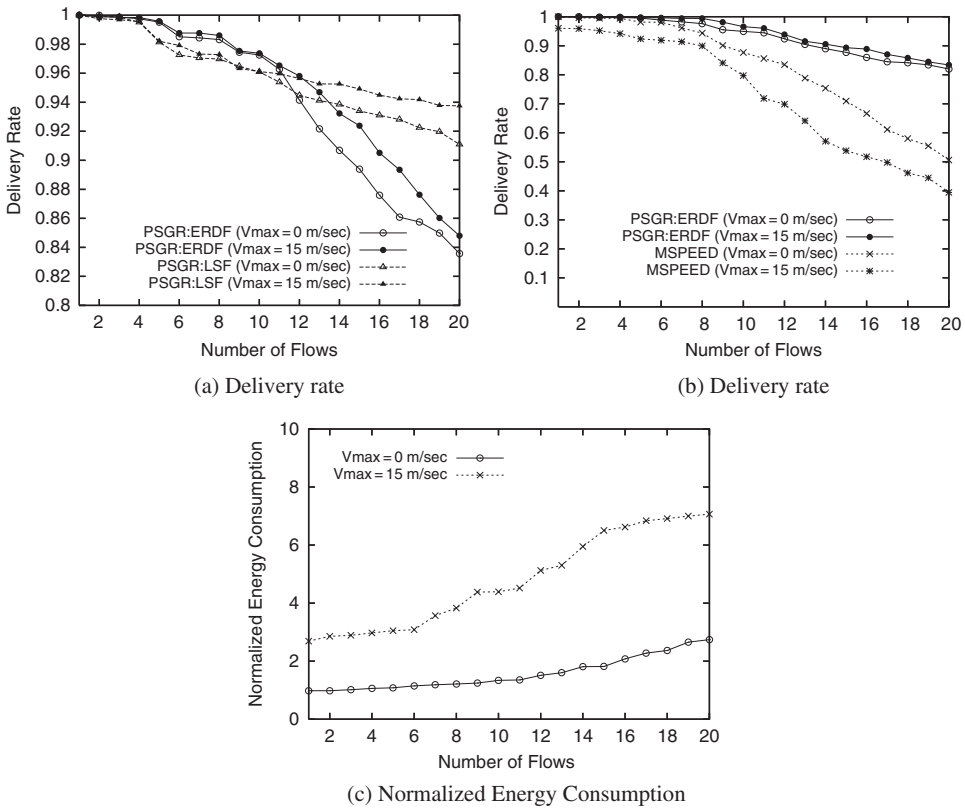 Delivery Rate
1
0.98
0.96
0.94
0.92
0.9
0.88
0.86
0.84
0.82
0.8
PSGR:ERDF (Vmax = 0 m/sec)
PSGR:ERDF (Vmax = 15 m/sec)
PSGR:LSF (Vmax = 0 m/sec)
PSGR:LSF (Vmax = 15 m/sec)
2 4 6 8 10 12 14 16 18 20
Number of Flows
(a) Delivery rate
Delivery Rate
1
0.9
0.8
0.7
0.6
0.5
0.4
0.3
0.2
0.1
PSGR:ERDF (Vmax = 0 m/sec)
PSGR:ERDF (Vmax = 15 m/sec)
MSPEED (Vmax = 0 m/sec)
MSPEED (Vmax = 15 m/sec)
2 4 6 8 10 12 14 16 18 20
Number of Flows
(b) Delivery rate
Normalized Energy Consumption
10
8
6
4
2
0
Vmax = 0 m/sec
Vmax = 15 m/sec
2 4 6 8 10 12 14 16 18 20
Number of Flows
(c) Normalized Energy Consumption